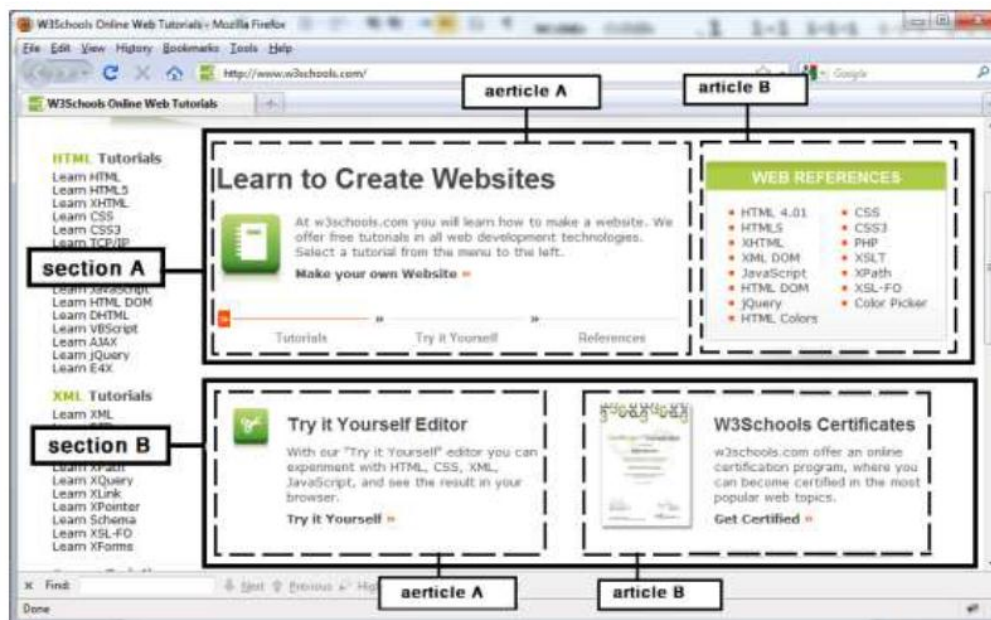 W3Schools Online Web Tutorials - Mozilla Firefox
File Edit View History Bookmarks Tools Help
http://www.w3schools.com/
Google
W3Schools Online Web Tutorials
aerticle A
article B
HTML Tutorials
Learn HTML
Learn HTML5
Learn XHTML
Learn CSS
Learn CSS3
Learn TCP/IP
section A
Learn JavaScript
Learn HTML DOM
Learn DHTML
Learn VBScript
Learn AJAX
Learn jQuery
Learn E4X
XML Tutorials
Learn XML
section B
Learn XPath
Learn XQuery
Learn XLink
Learn XPointer
Learn Schema
Learn XSL-FO
Learn XForms
Learn to Create Websites
At w3schools.com you will learn how to make a website. We
offer free tutorials in all web development technologies.
Select a tutorial from the menu to the left.
Make your own Website »
Tutorials » Try it Yourself » References
WEB REFERENCES
HTML 4.01
HTML5
XHTML
XML DOM
JavaScript
HTML DOM
jQuery
HTML Colors
CSS
CSS3
PHP
XSLT
XPath
XSL-FO
Color Picker
Try it Yourself Editor
With our "Try it Yourself" editor you can
experiment with HTML, CSS, XML,
JavaScript, and see the result in your
browser.
Try it Yourself »
W3Schools Certificates
w3schools.com offer an online
certification program, where you
can become certified in the most
popular web topics.
Get Certified »
x Find: Next Previous
aerticle A
article B
Done